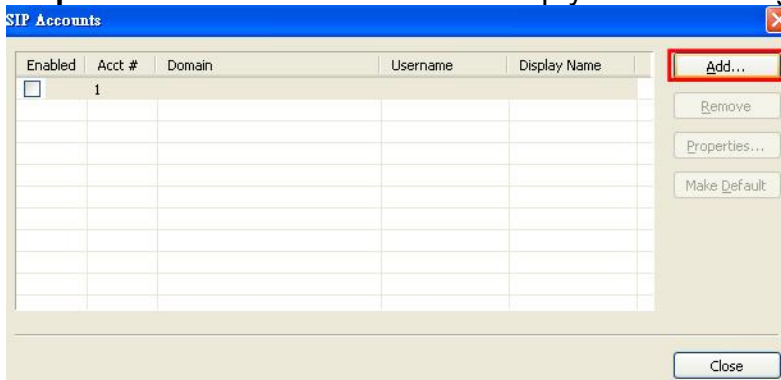 SIP Accounts
Enabled Acct # Domain Username Display Name
1
Add...
Remove
Properties...
Make Default
Close